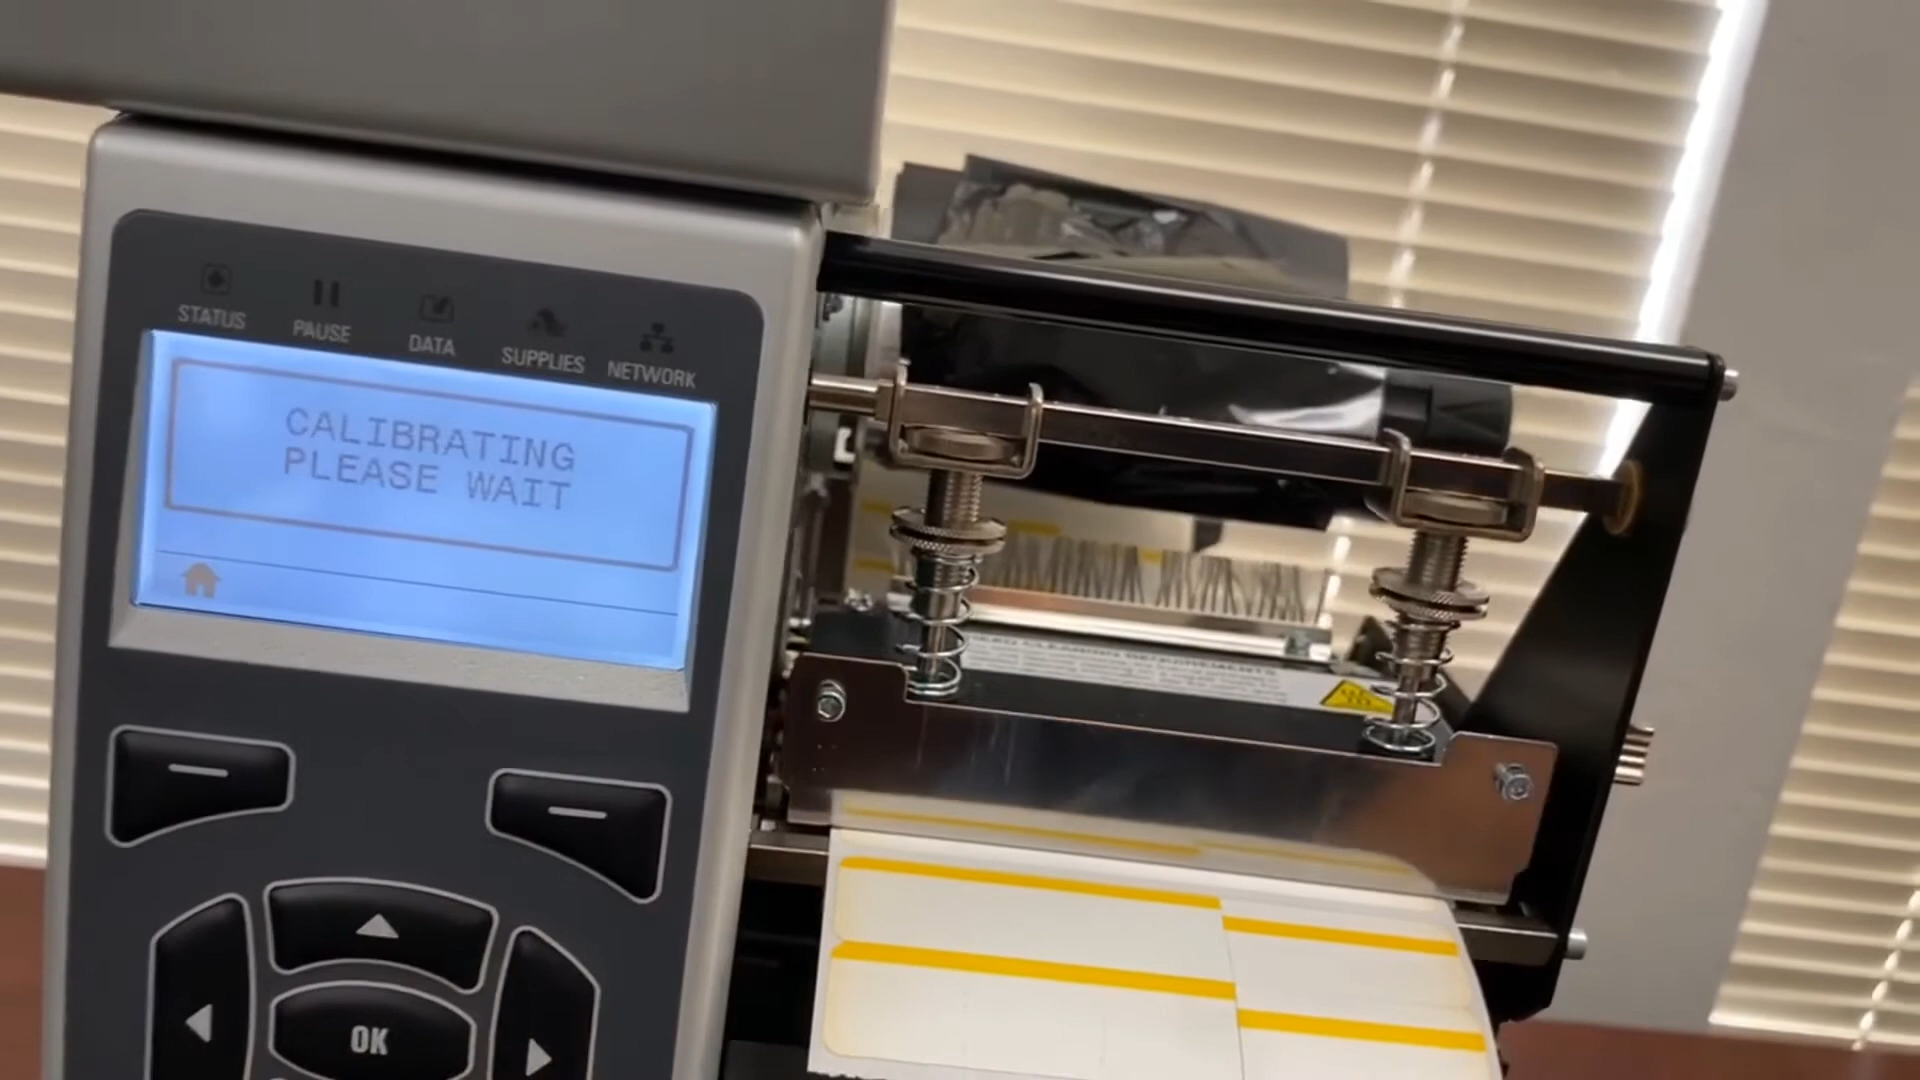 STATUS
PAUSE
DATA
SUPPLIES
NETWORK
CALIBRATING
PLEASE WAIT
OK